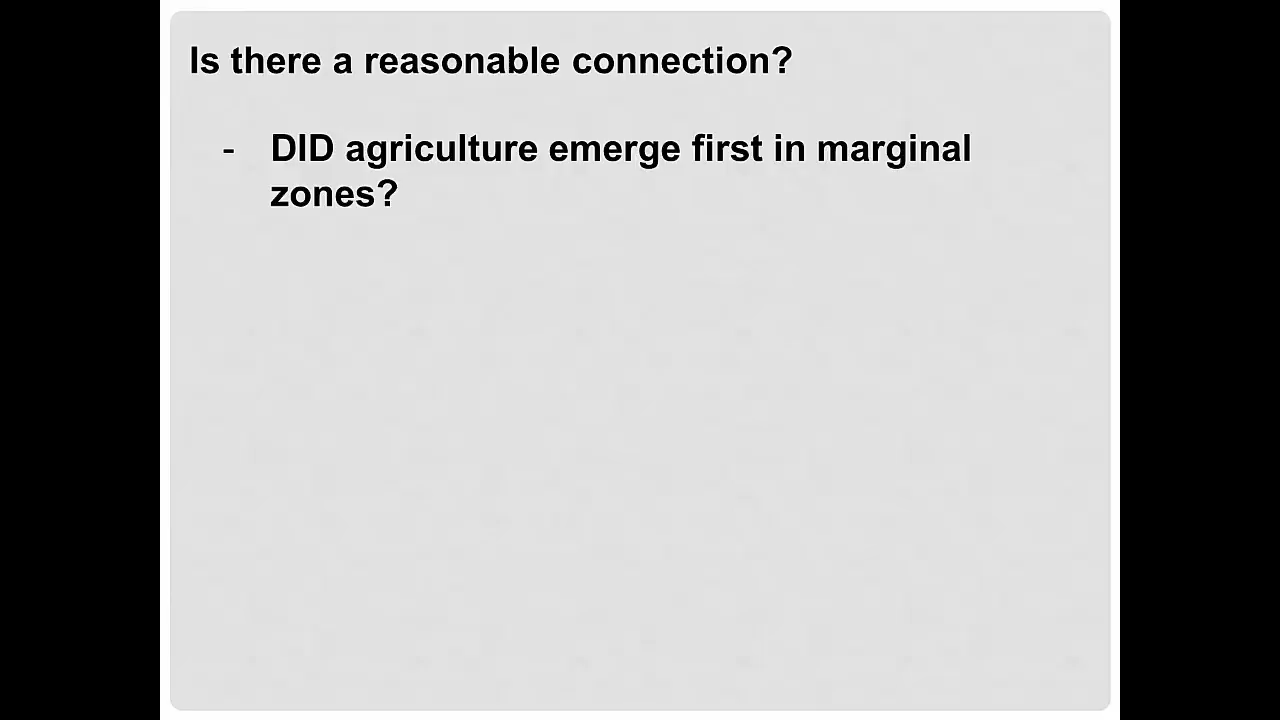 Is there a reasonable connection?
- DID agriculture emerge first in marginal
zones?